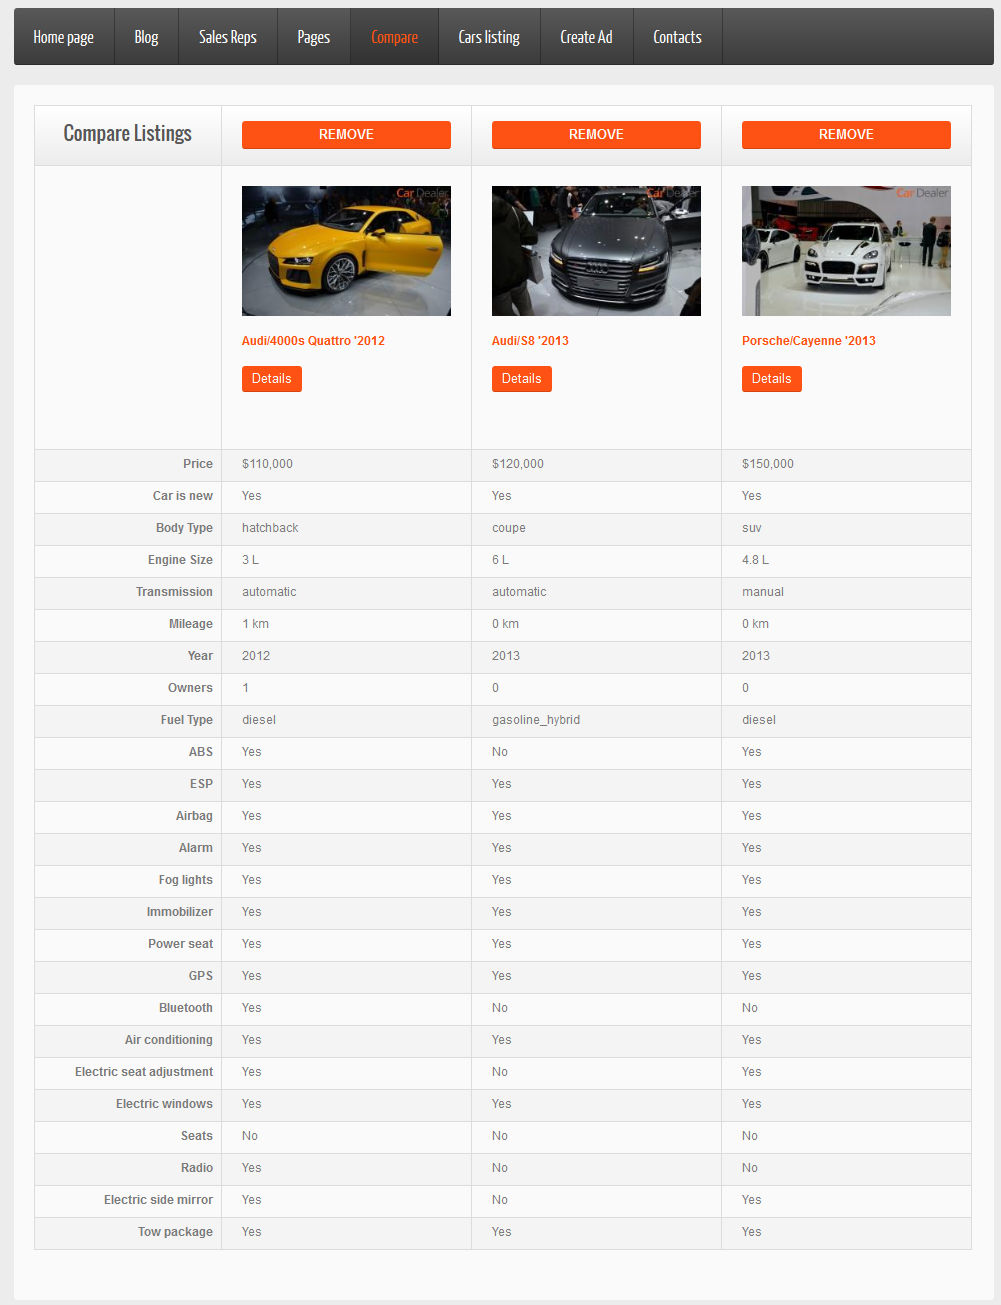 Home page Blog Sales Reps Pages Compare Cars listing Create Ad Contacts
Compare Listings REMOVE REMOVE REMOVE
Car Dealer Car Dealer Car Dealer
Audi/4000s Quattro '2012 Audi/S8 '2013 Porsche/Cayenne '2013
Details Details Details
Price $110,000 $120,000 $150,000
Car is new Yes Yes Yes
Body Type hatchback coupe suv
Engine Size 3 L 6 L 4.8 L
Transmission automatic automatic manual
Mileage 1 km 0 km 0 km
Year 2012 2013 2013
Owners 1 0 0
Fuel Type diesel gasoline_hybrid diesel
ABS Yes No Yes
ESP Yes Yes Yes
Airbag Yes Yes Yes
Alarm Yes Yes Yes
Fog lights Yes Yes Yes
Immobilizer Yes Yes Yes
Power seat Yes Yes Yes
GPS Yes Yes Yes
Bluetooth Yes No No
Air conditioning Yes Yes Yes
Electric seat adjustment Yes No Yes
Electric windows Yes Yes Yes
Seats No No No
Radio Yes No No
Electric side mirror Yes No Yes
Tow package Yes Yes Yes